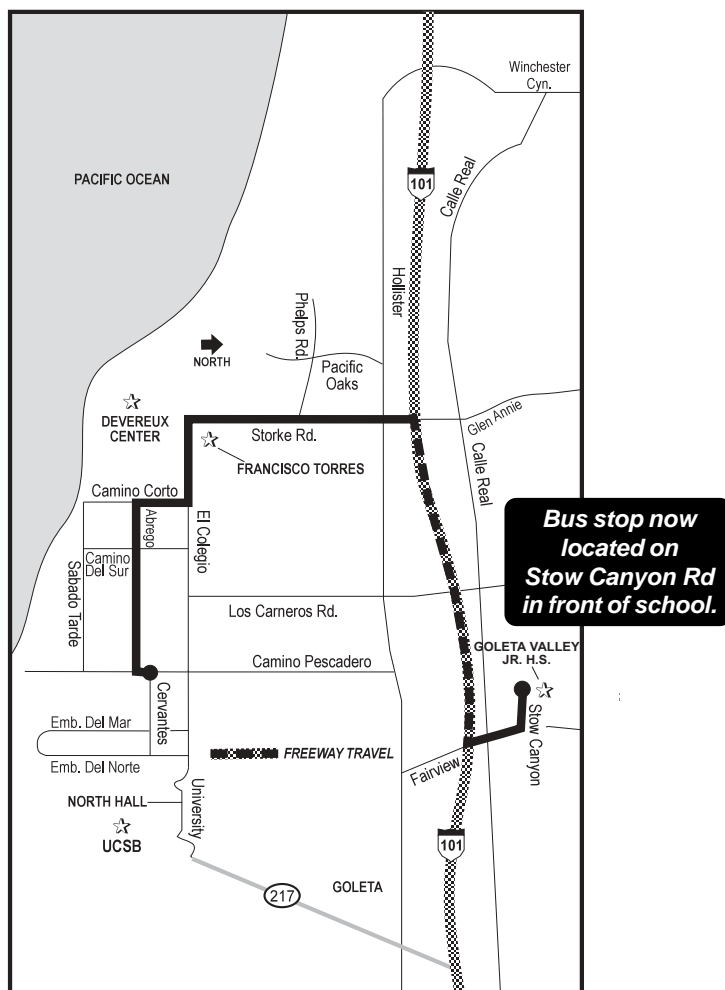 Winchester
Cyn.
PACIFIC OCEAN
101
Calle Real
Hollister
Phelps Rd.
NORTH
Pacific
Oaks
DEVEREUX
CENTER
Storke Rd.
Glen Annie
FRANCISCO TORRES
Calle Real
Camino Corto
Abrego
El Colegio
Bus stop now
located on
Stow Canyon Rd
in front of school.
Camino
Del Sur
Sabado Tarde
Los Carneros Rd.
GOLETA VALLEY
JR. H.S.
Camino Pescadero
Cervantes
Stow Canyon
Emb. Del Mar
FREEWAY TRAVEL
Fairview
Emb. Del Norte
University
NORTH HALL
UCSB
101
GOLETA
217